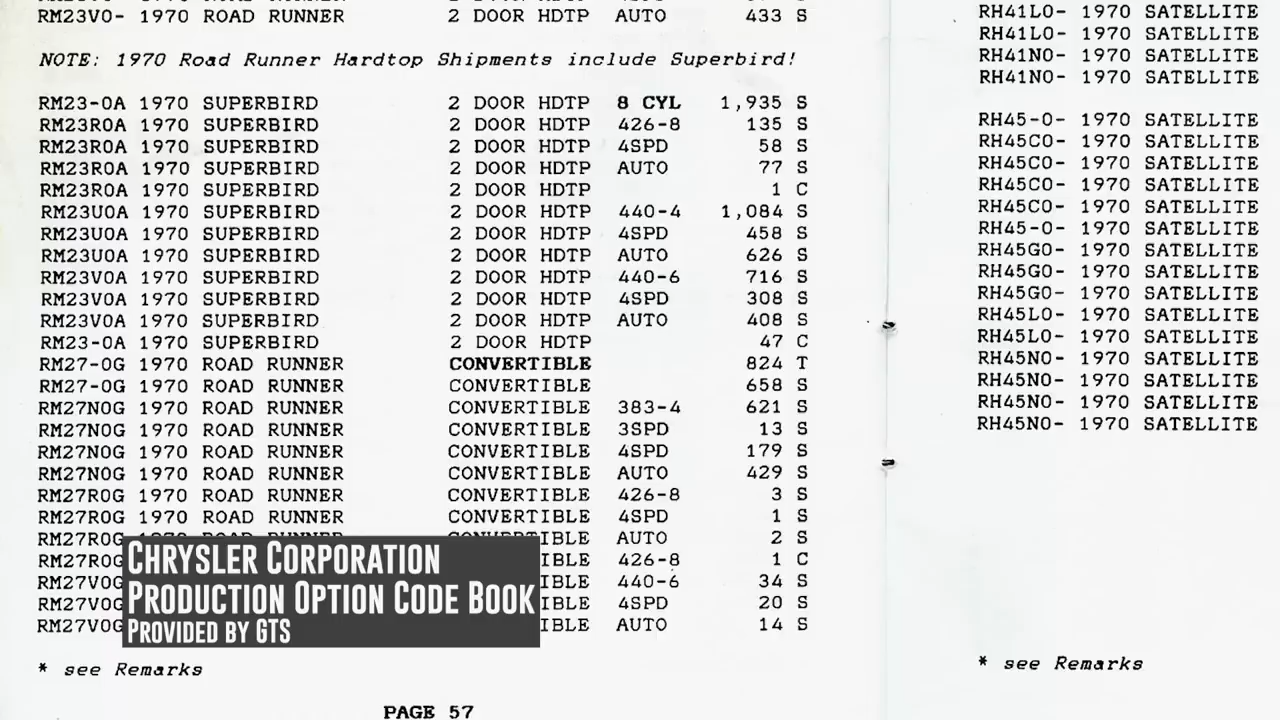 RM23V0- 1970 ROAD RUNNER 2 DOOR HDTP AUTO 433 S
NOTE: 1970 Road Runner Hardtop Shipments include Superbird!
RM23-0A 1970 SUPERBIRD 2 DOOR HDTP 8 CYL 1,935 S
RM23R0A 1970 SUPERBIRD 2 DOOR HDTP 426-8 135 S
RM23R0A 1970 SUPERBIRD 2 DOOR HDTP 4SPD 58 S
RM23R0A 1970 SUPERBIRD 2 DOOR HDTP AUTO 77 S
RM23R0A 1970 SUPERBIRD 2 DOOR HDTP 1 C
RM23U0A 1970 SUPERBIRD 2 DOOR HDTP 440-4 1,084 S
RM23U0A 1970 SUPERBIRD 2 DOOR HDTP 4SPD 458 S
RM23U0A 1970 SUPERBIRD 2 DOOR HDTP AUTO 626 S
RM23V0A 1970 SUPERBIRD 2 DOOR HDTP 440-6 716 S
RM23V0A 1970 SUPERBIRD 2 DOOR HDTP 4SPD 308 S
RM23V0A 1970 SUPERBIRD 2 DOOR HDTP AUTO 408 S
RM23-0A 1970 SUPERBIRD 2 DOOR HDTP 47 C
RM27-0G 1970 ROAD RUNNER CONVERTIBLE 824 T
RM27-0G 1970 ROAD RUNNER CONVERTIBLE 658 S
RM27N0G 1970 ROAD RUNNER CONVERTIBLE 383-4 621 S
RM27N0G 1970 ROAD RUNNER CONVERTIBLE 3SPD 13 S
RM27N0G 1970 ROAD RUNNER CONVERTIBLE 4SPD 179 S
RM27N0G 1970 ROAD RUNNER CONVERTIBLE AUTO 429 S
RM27R0G 1970 ROAD RUNNER CONVERTIBLE 426-8 3 S
RM27R0G 1970 ROAD RUNNER CONVERTIBLE 4SPD 1 S
RM27R0G 1970 ROAD RUNNER CONVERTIBLE AUTO 2 S
RM27R0G IBLE 426-8 1 C
RM27V0G IBLE 440-6 34 S
RM27V0G IBLE 4SPD 20 S
RM27V0G IBLE AUTO 14 S
* see Remarks
PAGE 57
RH41L0- 1970 SATELLITE
RH41L0- 1970 SATELLITE
RH41N0- 1970 SATELLITE
RH41N0- 1970 SATELLITE
RH45-0- 1970 SATELLITE
RH45C0- 1970 SATELLITE
RH45C0- 1970 SATELLITE
RH45C0- 1970 SATELLITE
RH45C0- 1970 SATELLITE
RH45-0- 1970 SATELLITE
RH45G0- 1970 SATELLITE
RH45G0- 1970 SATELLITE
RH45G0- 1970 SATELLITE
RH45L0- 1970 SATELLITE
RH45L0- 1970 SATELLITE
RH45N0- 1970 SATELLITE
RH45N0- 1970 SATELLITE
RH45N0- 1970 SATELLITE
RH45N0- 1970 SATELLITE
* see Remarks
CHRYSLER CORPORATION
PRODUCTION OPTION CODE BOOK
PROVIDED BY GTS